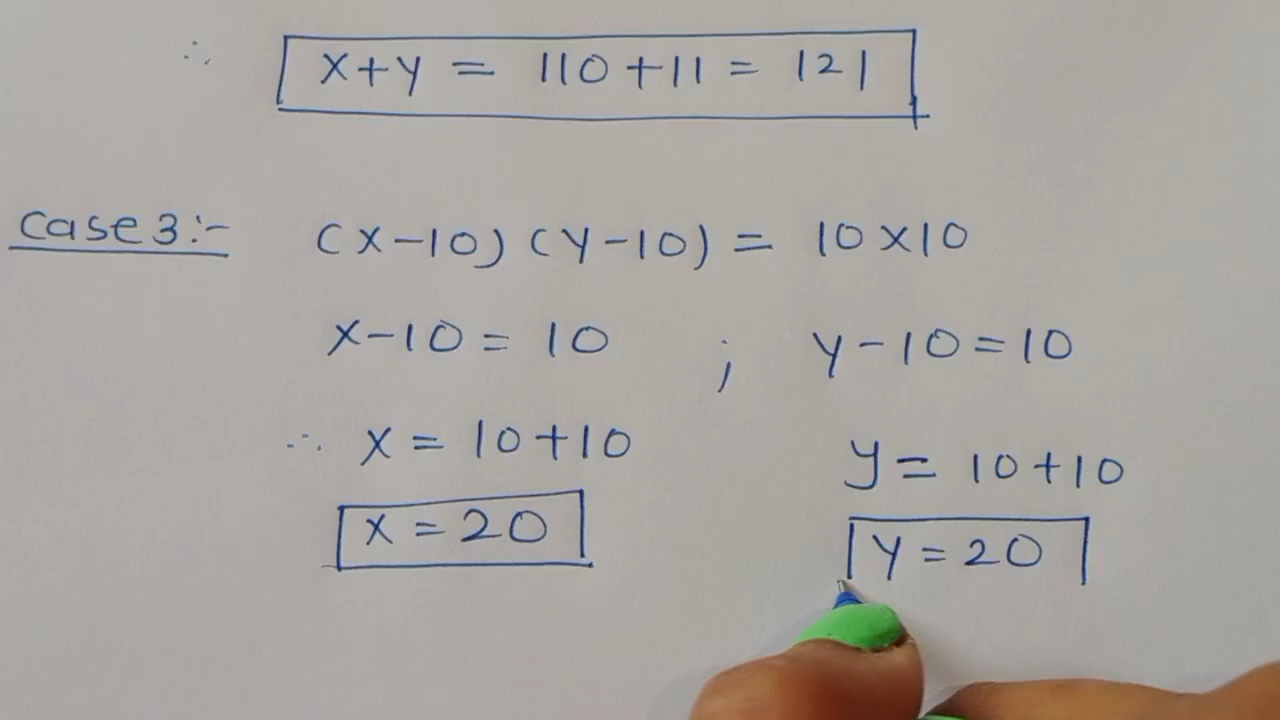 ∴ x+y = 110+11 = 121
Case 3:- (x-10) (y-10) = 10×10
x-10 = 10 ; y-10 = 10
∴ x = 10+10 y = 10+10
x = 20 y = 20